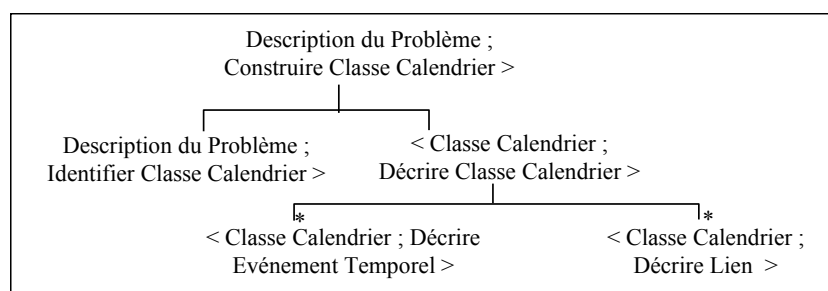 Description du Problème ;
Construire Classe Calendrier >
Description du Problème ;
Identifier Classe Calendrier >
< Classe Calendrier ;
Décrire Classe Calendrier >
*
< Classe Calendrier ; Décrire
Evénement Temporel >
*
< Classe Calendrier ;
Décrire Lien >